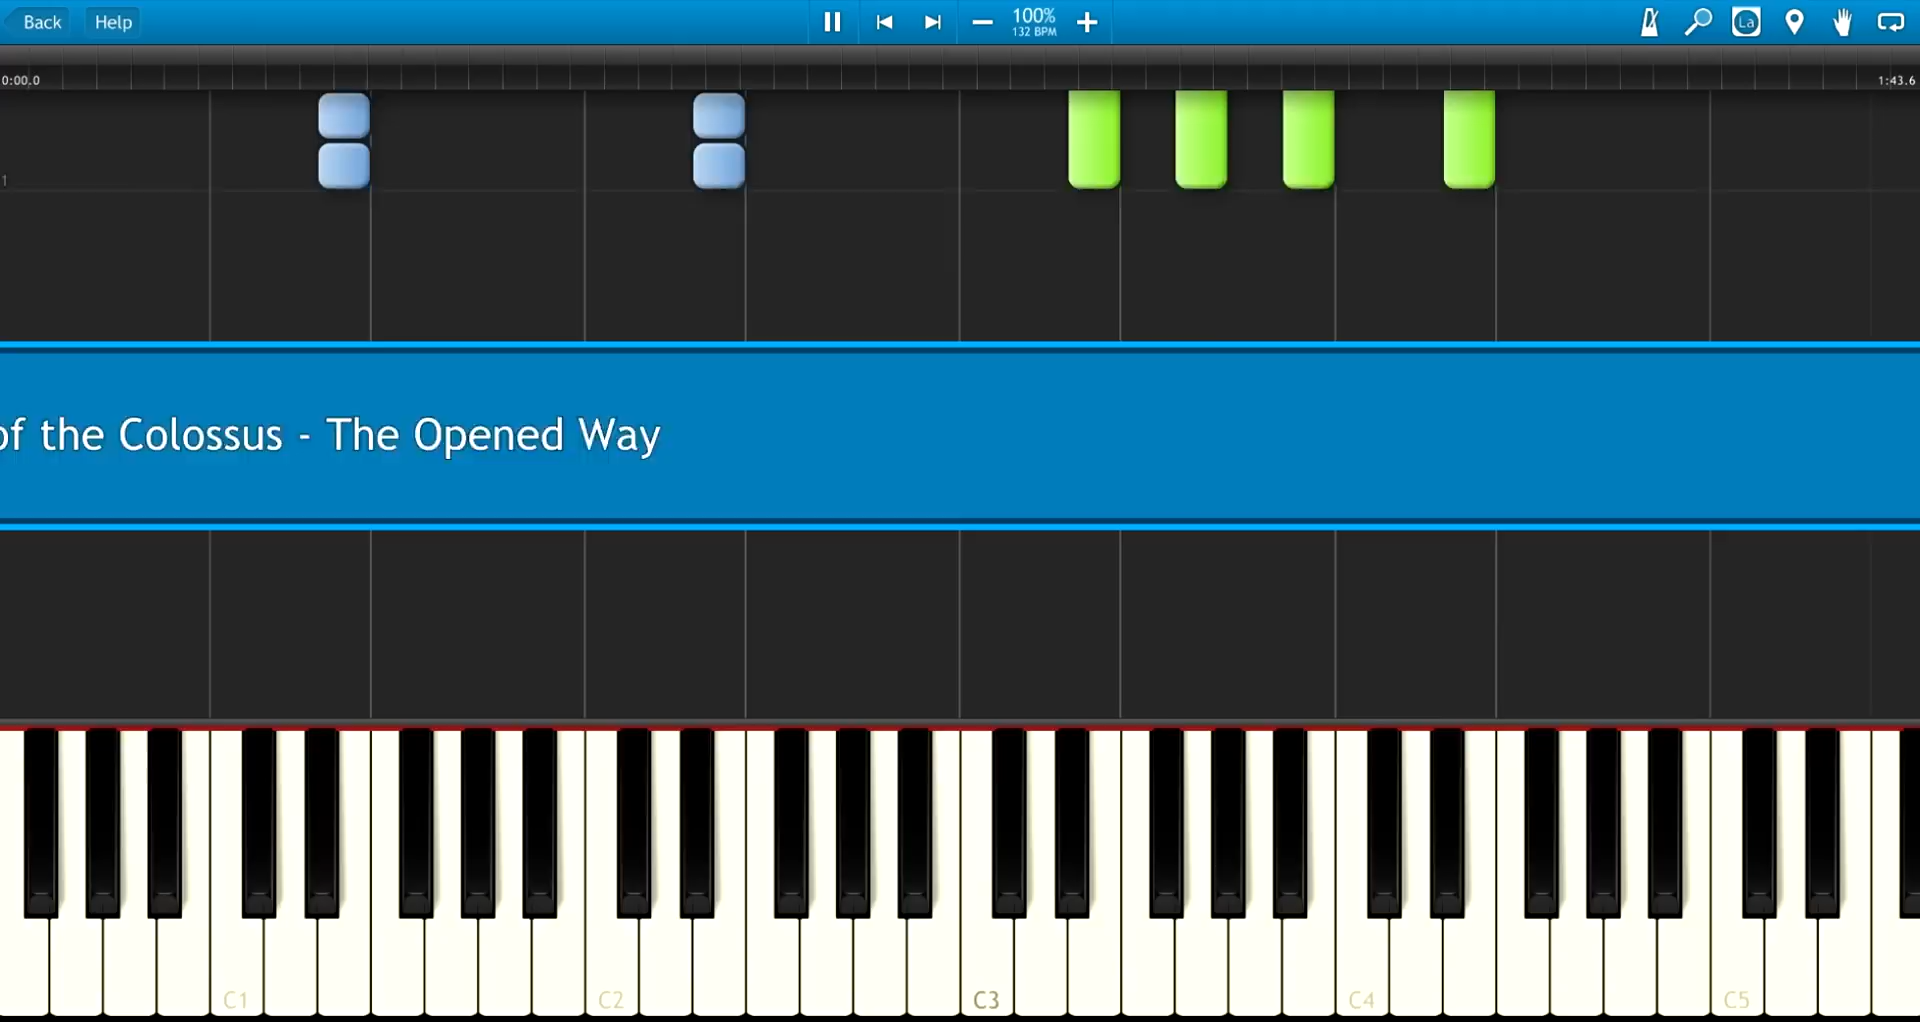 Back Help 100% La
132 BPM
0:00.0 1:43.6
1
of the Colossus - The Opened Way
C1 C2 C3 C4 C5